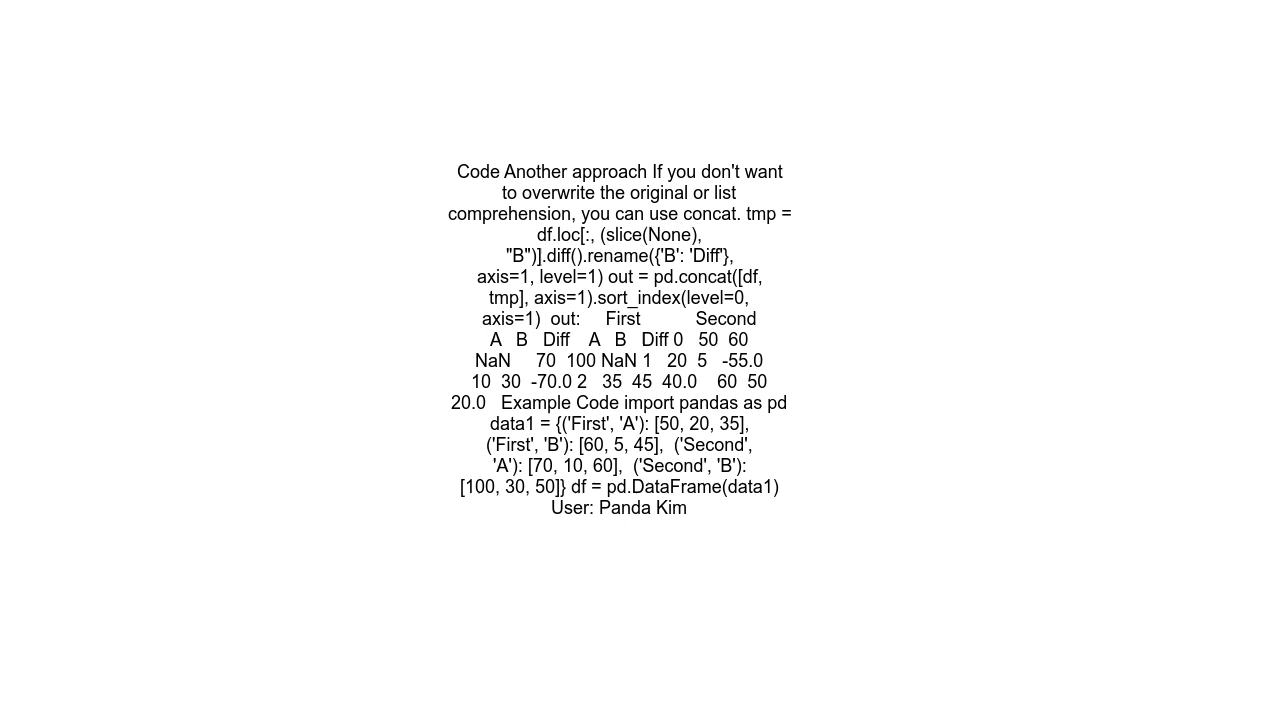 Code Another approach If you don't want
to overwrite the original or list
comprehension, you can use concat. tmp =
df.loc[:, (slice(None),
"B")].diff().rename({'B': 'Diff'},
axis=1, level=1) out = pd.concat([df,
tmp], axis=1).sort_index(level=0,
axis=1)  out:     First           Second
A   B   Diff    A   B   Diff 0   50  60
NaN     70  100 NaN 1   20  5   -55.0
10  30  -70.0 2   35  45  40.0    60  50
20.0   Example Code import pandas as pd
data1 = {('First', 'A'): [50, 20, 35],
('First', 'B'): [60, 5, 45],  ('Second',
'A'): [70, 10, 60],  ('Second', 'B'):
[100, 30, 50]} df = pd.DataFrame(data1)
User: Panda Kim